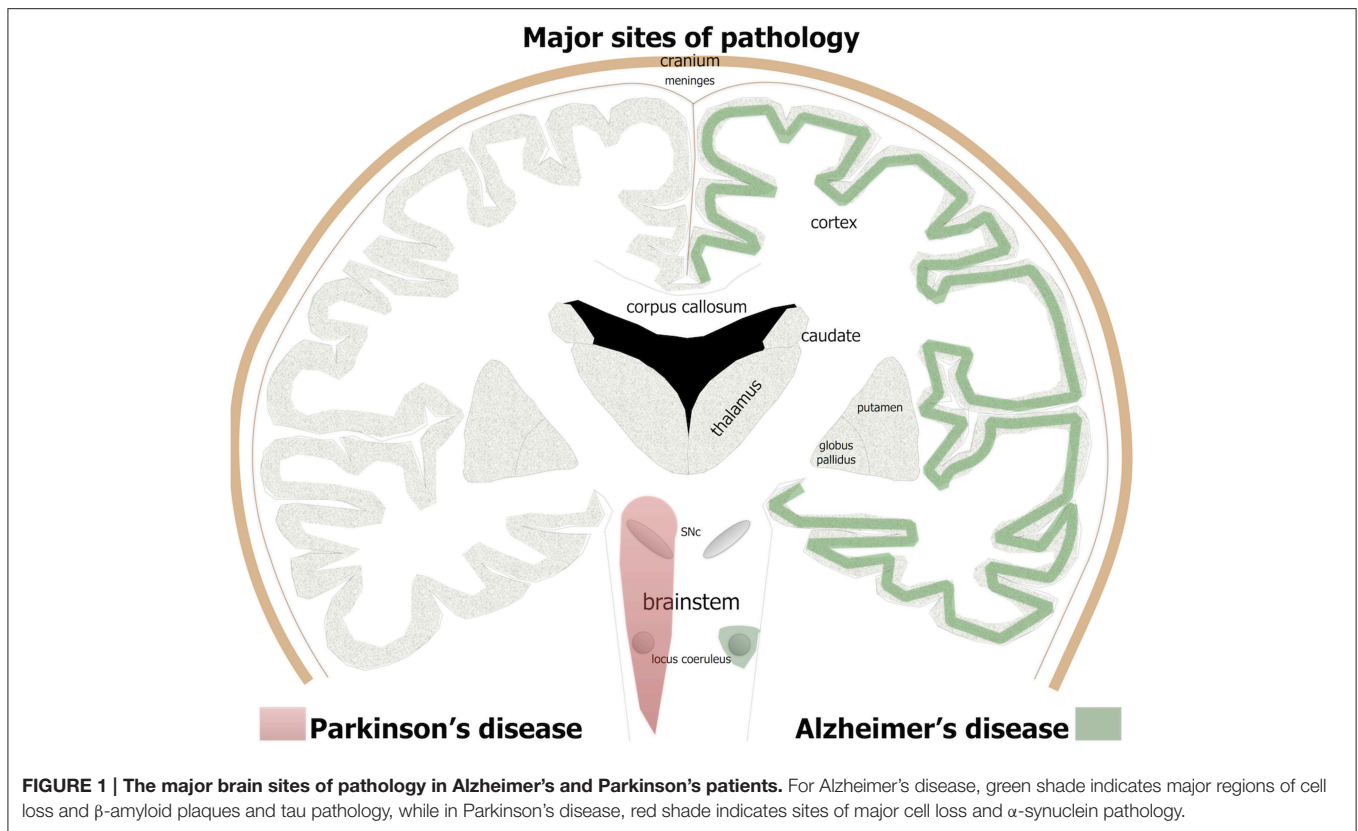 Major sites of pathology
cranium
meninges
cortex
corpus callosum
caudate
thalamus
putamen
globus
pallidus
SNc
brainstem
locus coeruleus
Parkinson's disease
Alzheimer's disease
FIGURE 1 | The major brain sites of pathology in Alzheimer's and Parkinson's patients. For Alzheimer's disease, green shade indicates major regions of cell
loss and β-amyloid plaques and tau pathology, while in Parkinson's disease, red shade indicates sites of major cell loss and α-synuclein pathology.